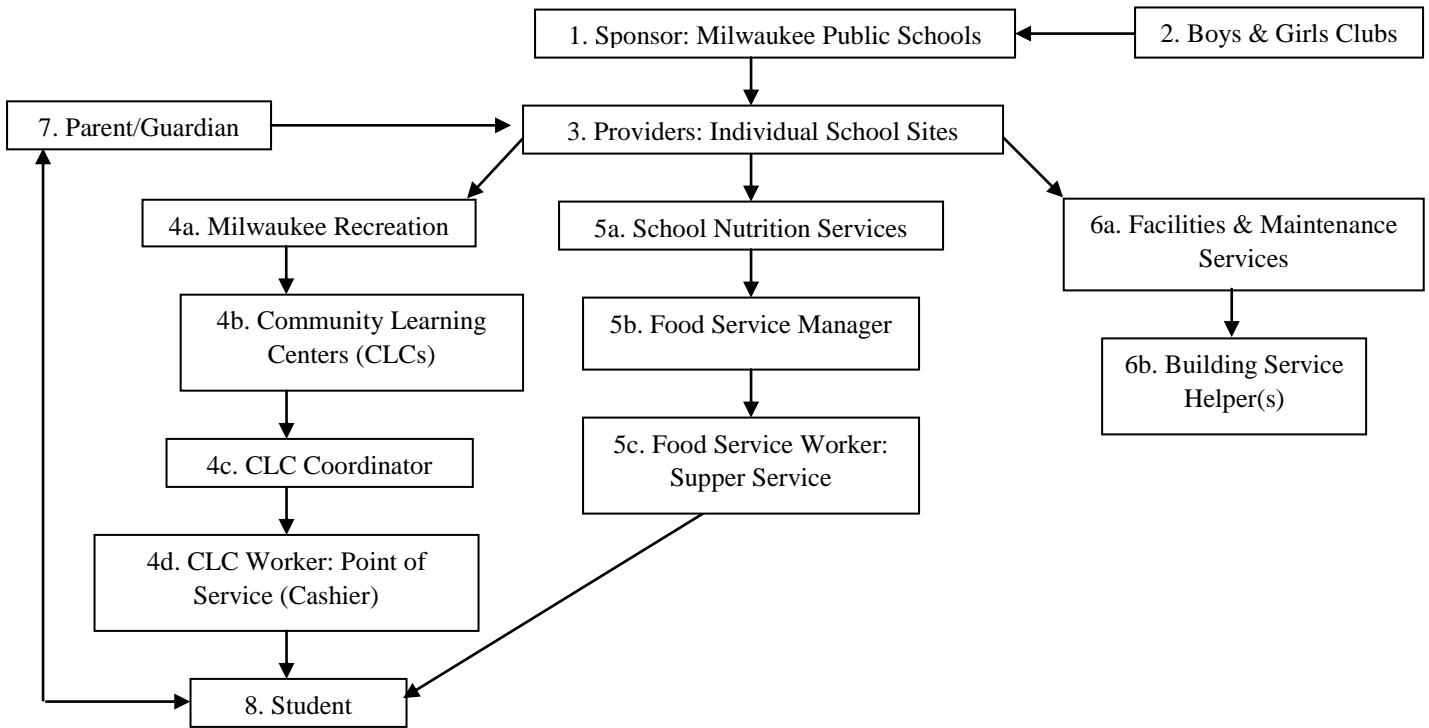 1. Sponsor: Milwaukee Public Schools
2. Boys & Girls Clubs
7. Parent/Guardian
3. Providers: Individual School Sites
4a. Milwaukee Recreation
5a. School Nutrition Services
6a. Facilities & Maintenance
Services
4b. Community Learning
Centers (CLCs)
5b. Food Service Manager
6b. Building Service
Helper(s)
4c. CLC Coordinator
5c. Food Service Worker:
Supper Service
4d. CLC Worker: Point of
Service (Cashier)
8. Student